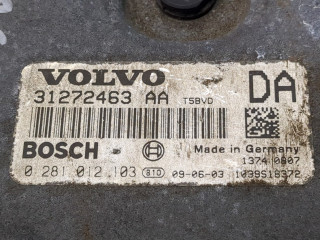 VOLVO
31272463 AA T5BVD
DA
BOSCH
Made in Germany
1374 0807
0 281 012 103 810 09-06-03 1039S18372